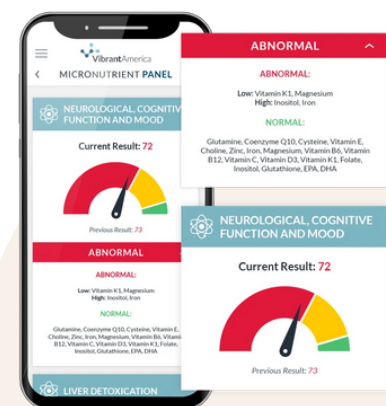 VibrantAmerica
MICRONUTRIENT PANEL
NEUROLOGICAL, COGNITIV
FUNCTION AND MOOD
Current Result: 72
Previous Result: 73
ABNORMAL
ABNORMAL:
Low: Vitamin K1, Magnesium
High: Inositol, Iron
NORMAL:
Glutamine, Coenzyme Q10, Cysteine, Vitamin E,
Choline, Zinc, Iron, Magnesium, Vitamin B6, Vitamin
B12, Vitamin C, Vitamin D3, Vitamin K1, Folate,
Inositol, Glutathione, EPA, DHA
LIVER DETOXICATION
ABNORMAL
ABNORMAL:
Low: Vitamin K1, Magnesium
High: Inositol, Iron
NORMAL:
Glutamine, Coenzyme Q10, Cysteine, Vitamin E,
Choline, Zinc, Iron, Magnesium, Vitamin B6, Vitamin
B12, Vitamin C, Vitamin D3, Vitamin K1, Folate,
Inositol, Glutathione, EPA, DHA
NEUROLOGICAL, COGNITIVE
FUNCTION AND MOOD
Current Result: 72
Previous Result: 73